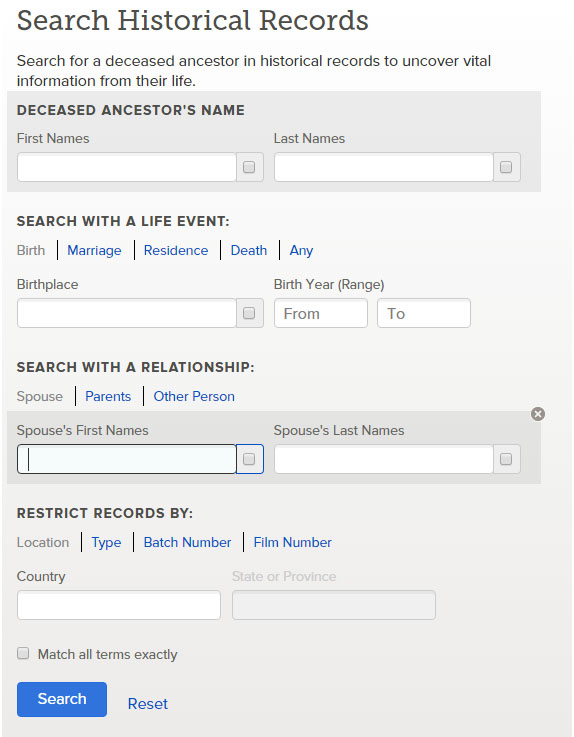 Search Historical Records
Search for a deceased ancestor in historical records to uncover vital
information from their life.
DECEASED ANCESTOR'S NAME
First Names Last Names
SEARCH WITH A LIFE EVENT:
Birth Marriage Residence Death Any
Birthplace Birth Year (Range)
From To
SEARCH WITH A RELATIONSHIP:
Spouse Parents Other Person
Spouse's First Names Spouse's Last Names
RESTRICT RECORDS BY:
Location Type Batch Number Film Number
Country State or Province
Match all terms exactly
Search Reset